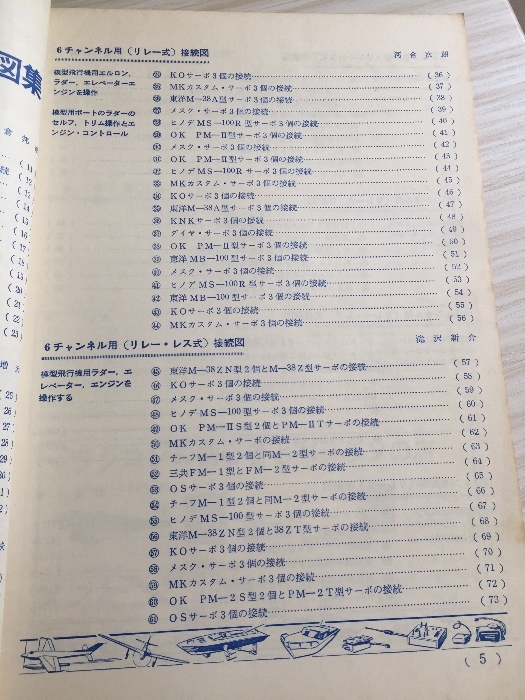 図集
6チャンネル用（リレー式）接続図
河合次朗
模型飛行機用エルロン、
ラダー、エレベーターエ
ンジンを操作
模型用ボートのラダーの
セルフ、トリム操作とエ
ンジン・コントロール
KOサーボ3個の接続 (36)
MKカスタム・サーボ3個の接続 (37)
東洋M—38A型サーボ3個の接続 (38)
メスク・サーボ3個の接続 (39)
ヒノデMS—100R型サーボ3個の接続 (40)
OK PM—Ⅱ型サーボ3個の接続 (41)
メスク・サーボ3個の接続 (42)
OK PM—Ⅱ型サーボ3個の接続 (43)
ヒノデMS—100Rサーボ3個の接続 (44)
MKカスタム・サーボ3個の接続 (45)
KOサーボ3個の接続 (46)
東洋M—38A型サーボ3個の接続 (47)
KNKサーボ3個の接続 (48)
ダイヤ・サーボ3個の接続 (49)
㊴ OK PM—Ⅱ型サーボ3個の接続 (50)
東洋MB—100型サーボ3個の接続 (51)
メスク・サーボ3個の接続 (52)
㊶ ヒノデMS—100R型サーボ3個の接続 (53)
㊷ 東洋MB—100型サーボ3個の接続 (54)
㊸ KOサーボ3個の接続 (55)
㊹ MKカスタム・サーボ3個の接続 (56)
6チャンネル用（リレー・レス式）接続図
滝沢新合
模型飛行機用ラダー、エ
レベーター、エンジンを
操作する
㊺ 東洋M—38ZN型2個とM—38Z型サーボの接続 (57)
㊻ KOサーボ3個の接続 (58)
㊼ メスク・サーボ3個の接続 (59)
㊽ ヒノデMS—100型サーボ3個の接続 (60)
㊾ OK PM—ⅡS型2個とPM—ⅡT型サーボの接続 (61)
㊿ MKカスタム・サーボの接続 (62)
チーフM—1型2個と同M—2型サーボの接続 (63)
三共FM—1型とFM—2型サーボの接続 (64)
OSサーボ3個の接続 (65)
チーフM—1型2個と同M—2型サーボの接続 (66)
ヒノデMS—100型サーボ3個の接続 (67)
東洋M—38ZN型2個と38ZT型サーボの接続 (68)
KOサーボ3個の接続 (69)
メスク・サーボ3個の接続 (70)
MKカスタム・サーボ3個の接続 (71)
OK PM—2S型2個とPM—2T型サーボの接続 (72)
OSサーボ3個の接続 (73)
(5)